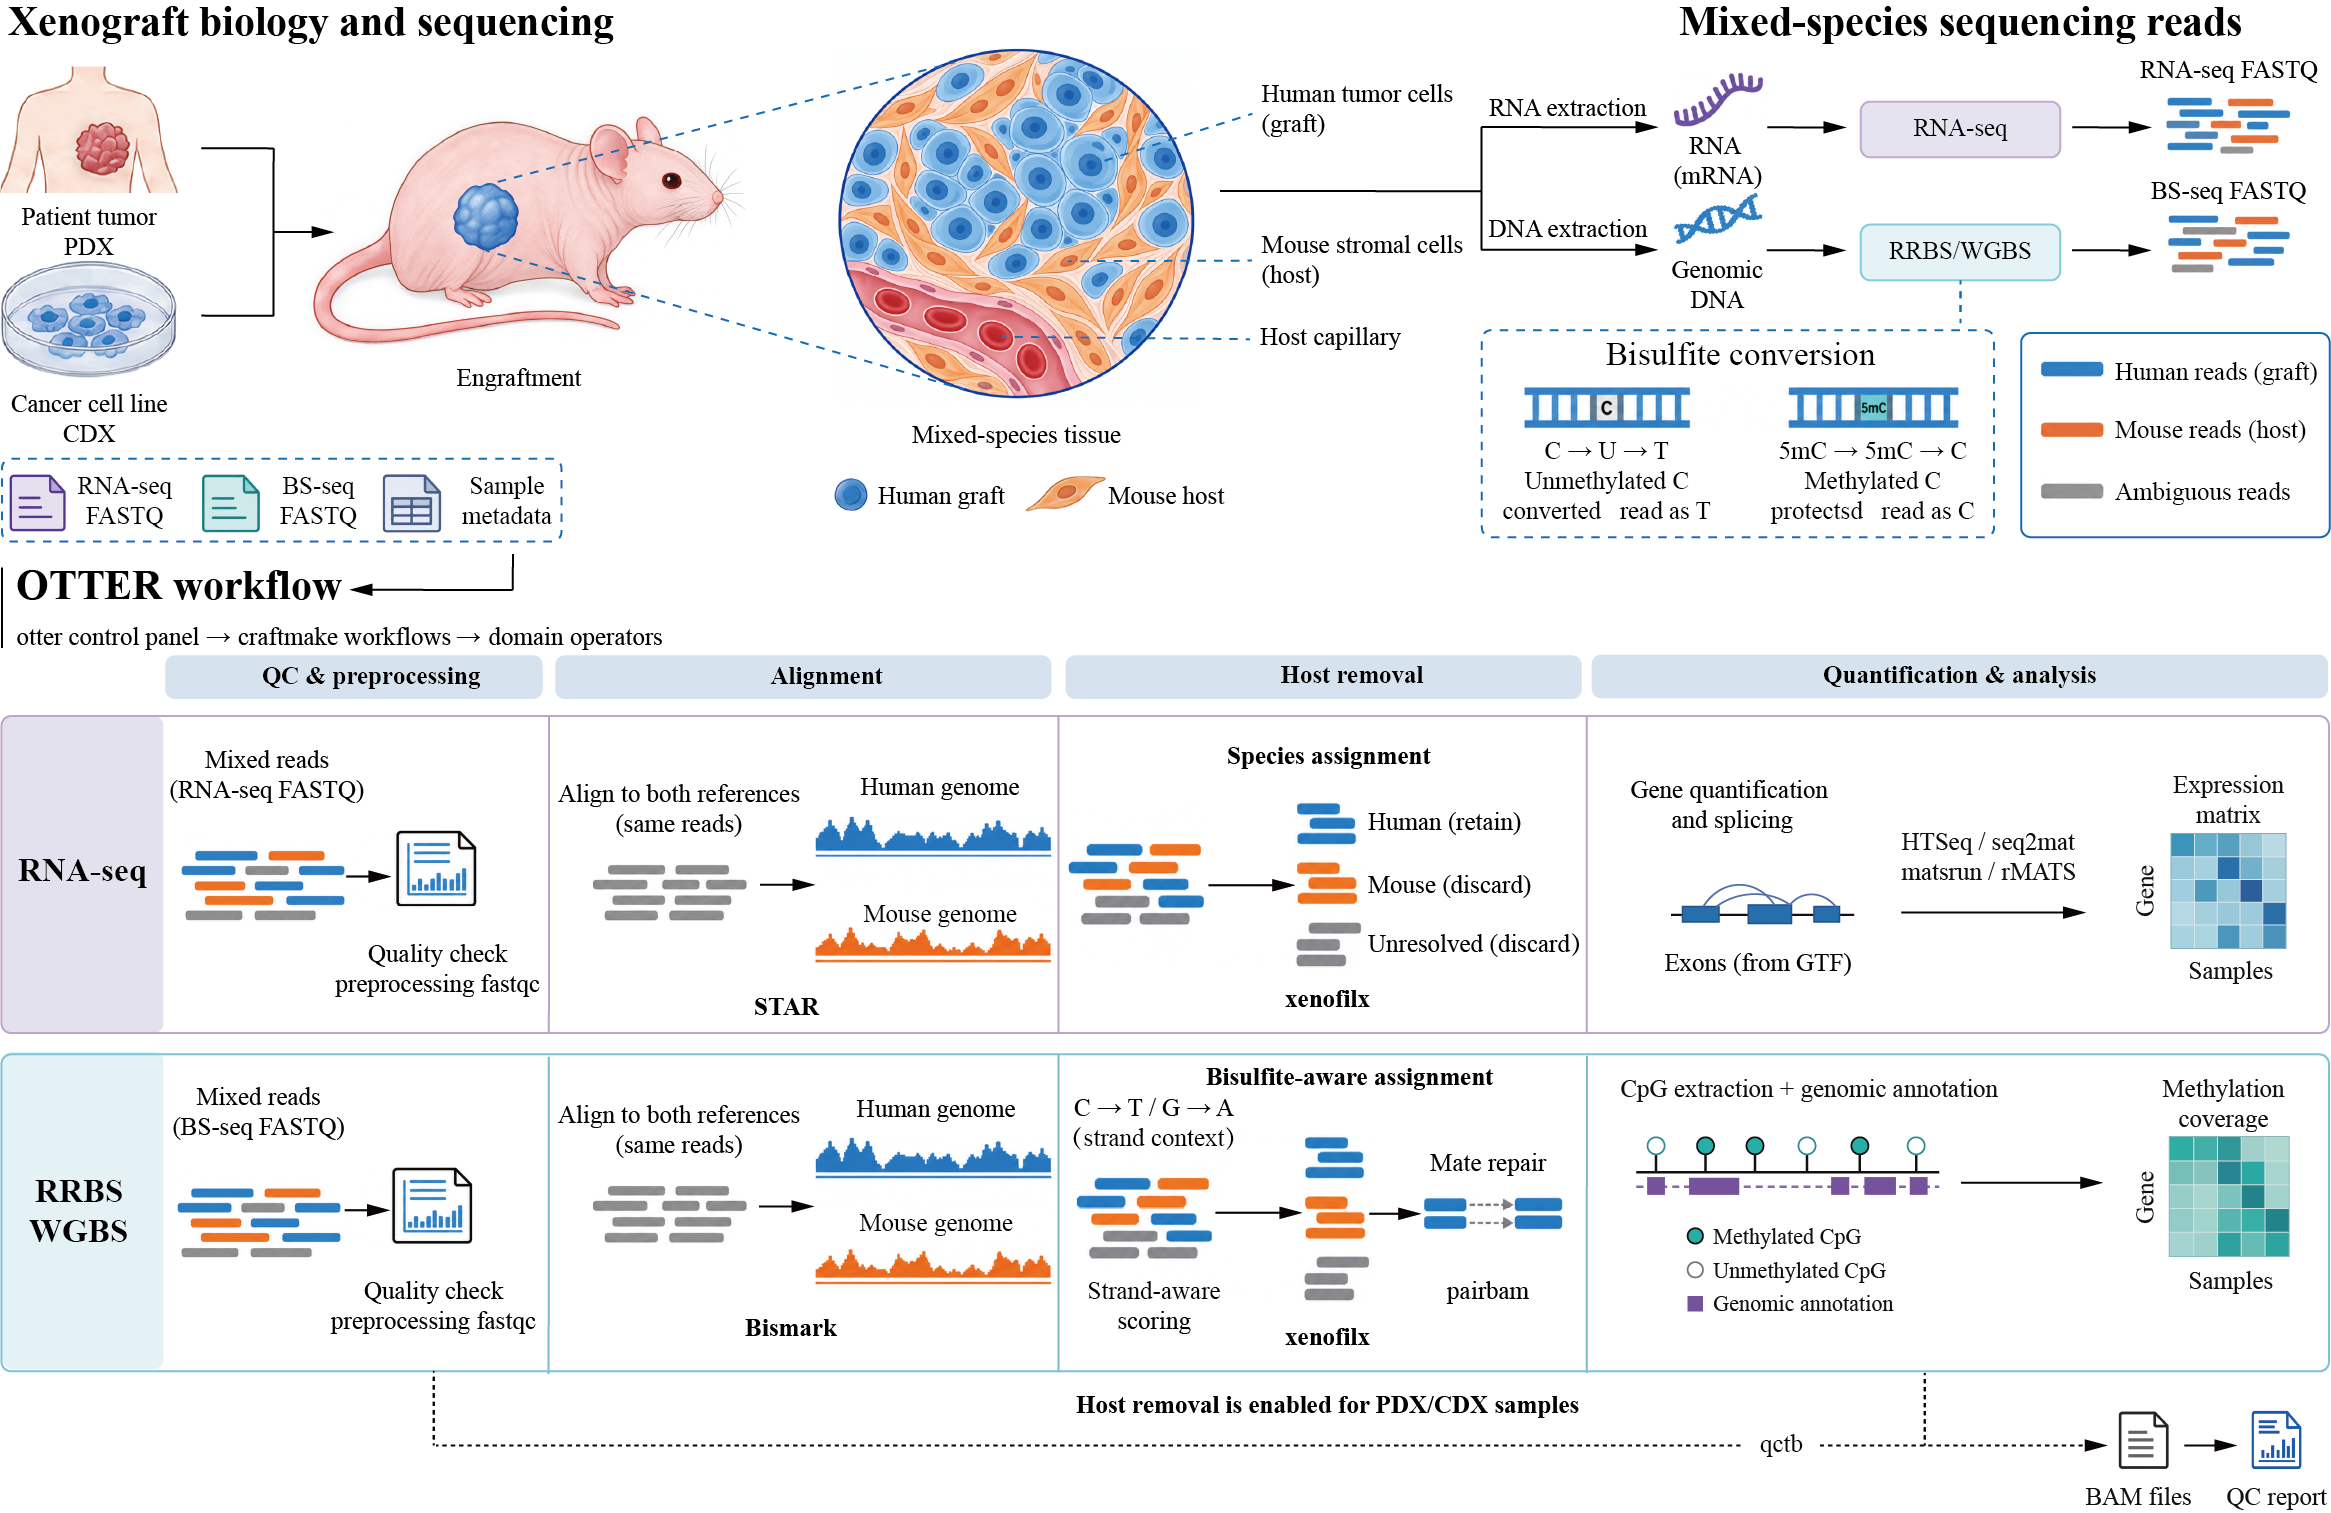 Xenograft biology and sequencing
Mixed-species sequencing reads
Patient tumor
PDX
Cancer cell line
CDX
Engraftment
Human tumor cells
(graft)
Mouse stromal cells
(host)
Host capillary
Mixed-species tissue
Human graft
Mouse host
RNA extraction
DNA extraction
RNA
(mRNA)
Genomic
DNA
RNA-seq
RRBS/WGBS
RNA-seq FASTQ
BS-seq FASTQ
Bisulfite conversion
C
5mC
C → U → T
Unmethylated C
converted read as T
5mC → 5mC → C
Methylated C
protectsd read as C
Human reads (graft)
Mouse reads (host)
Ambiguous reads
RNA-seq
FASTQ
BS-seq
FASTQ
Sample
metadata
OTTER workflow
otter control panel → craftmake workflows → domain operators
QC & preprocessing
Alignment
Host removal
Quantification & analysis
RNA-seq
Mixed reads
(RNA-seq FASTQ)
Quality check
preprocessing fastqc
Align to both references
(same reads)
Human genome
Mouse genome
STAR
Species assignment
Human (retain)
Mouse (discard)
Unresolved (discard)
xenofilx
Gene quantification
and splicing
Exons (from GTF)
HTSeq / seq2mat
matsrun / rMATS
Expression
matrix
Gene
Samples
RRBS
WGBS
Mixed reads
(BS-seq FASTQ)
Quality check
preprocessing fastqc
Align to both references
(same reads)
Human genome
Mouse genome
Bismark
Bisulfite-aware assignment
C → T / G → A
(strand context)
Strand-aware
scoring
xenofilx
Mate repair
pairbam
CpG extraction + genomic annotation
Methylated CpG
Unmethylated CpG
Genomic annotation
Methylation
coverage
Gene
Samples
Host removal is enabled for PDX/CDX samples
qctb
BAM files
QC report